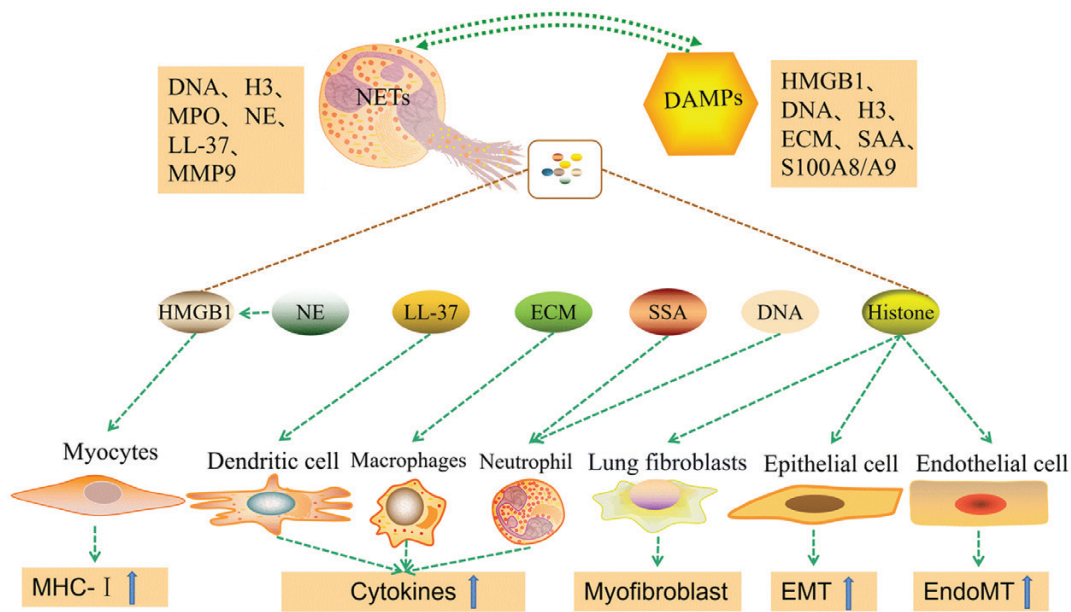 NETs
DAMPs
DNA、H3、
MPO、NE、
LL-37、
MMP9
HMGB1、
DNA、H3、
ECM、SAA、
S100A8/A9
HMGB1
NE
LL-37
ECM
SSA
DNA
Histone
Myocytes
Dendritic cell
Macrophages
Neutrophil
Lung fibroblasts
Epithelial cell
Endothelial cell
MHC-Ⅰ
Cytokines
Myofibroblast
EMT
EndoMT